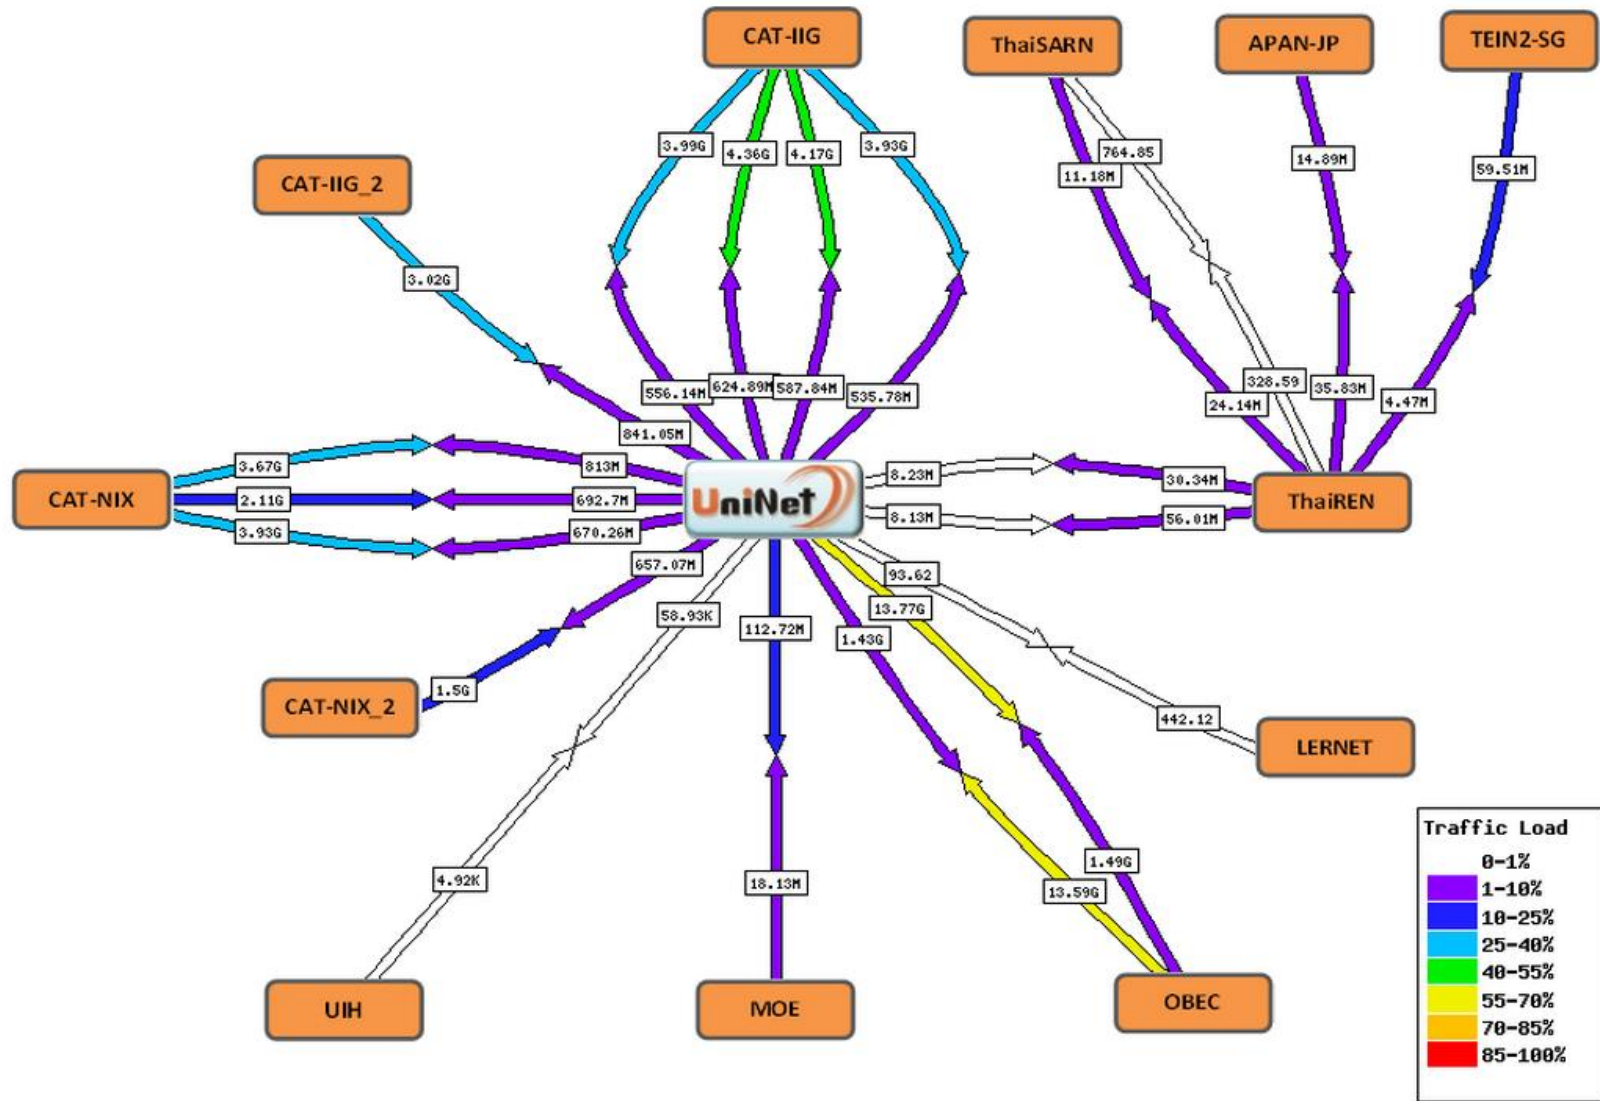 CAT-IIG
ThaiSARN
APAN-JP
TEIN2-SG
CAT-IIG_2
3.99G
4.36G
4.17G
3.93G
764.85
11.18M
14.89M
59.51M
3.02G
556.14M
624.89M
587.84M
535.78M
328.59
24.14M
35.83M
4.47M
841.05M
CAT-NIX
3.67G
813M
2.11G
692.7M
3.93G
670.26M
UniNet
8.23M
30.34M
8.13M
56.01M
ThaiREN
657.07M
58.93K
112.72M
93.62
13.77G
1.43G
CAT-NIX_2
1.5G
442.12
LERNET
4.92K
18.13M
1.49G
13.59G
UIH
MOE
OBEC
Traffic Load
0-1%
1-10%
10-25%
25-40%
40-55%
55-70%
70-85%
85-100%